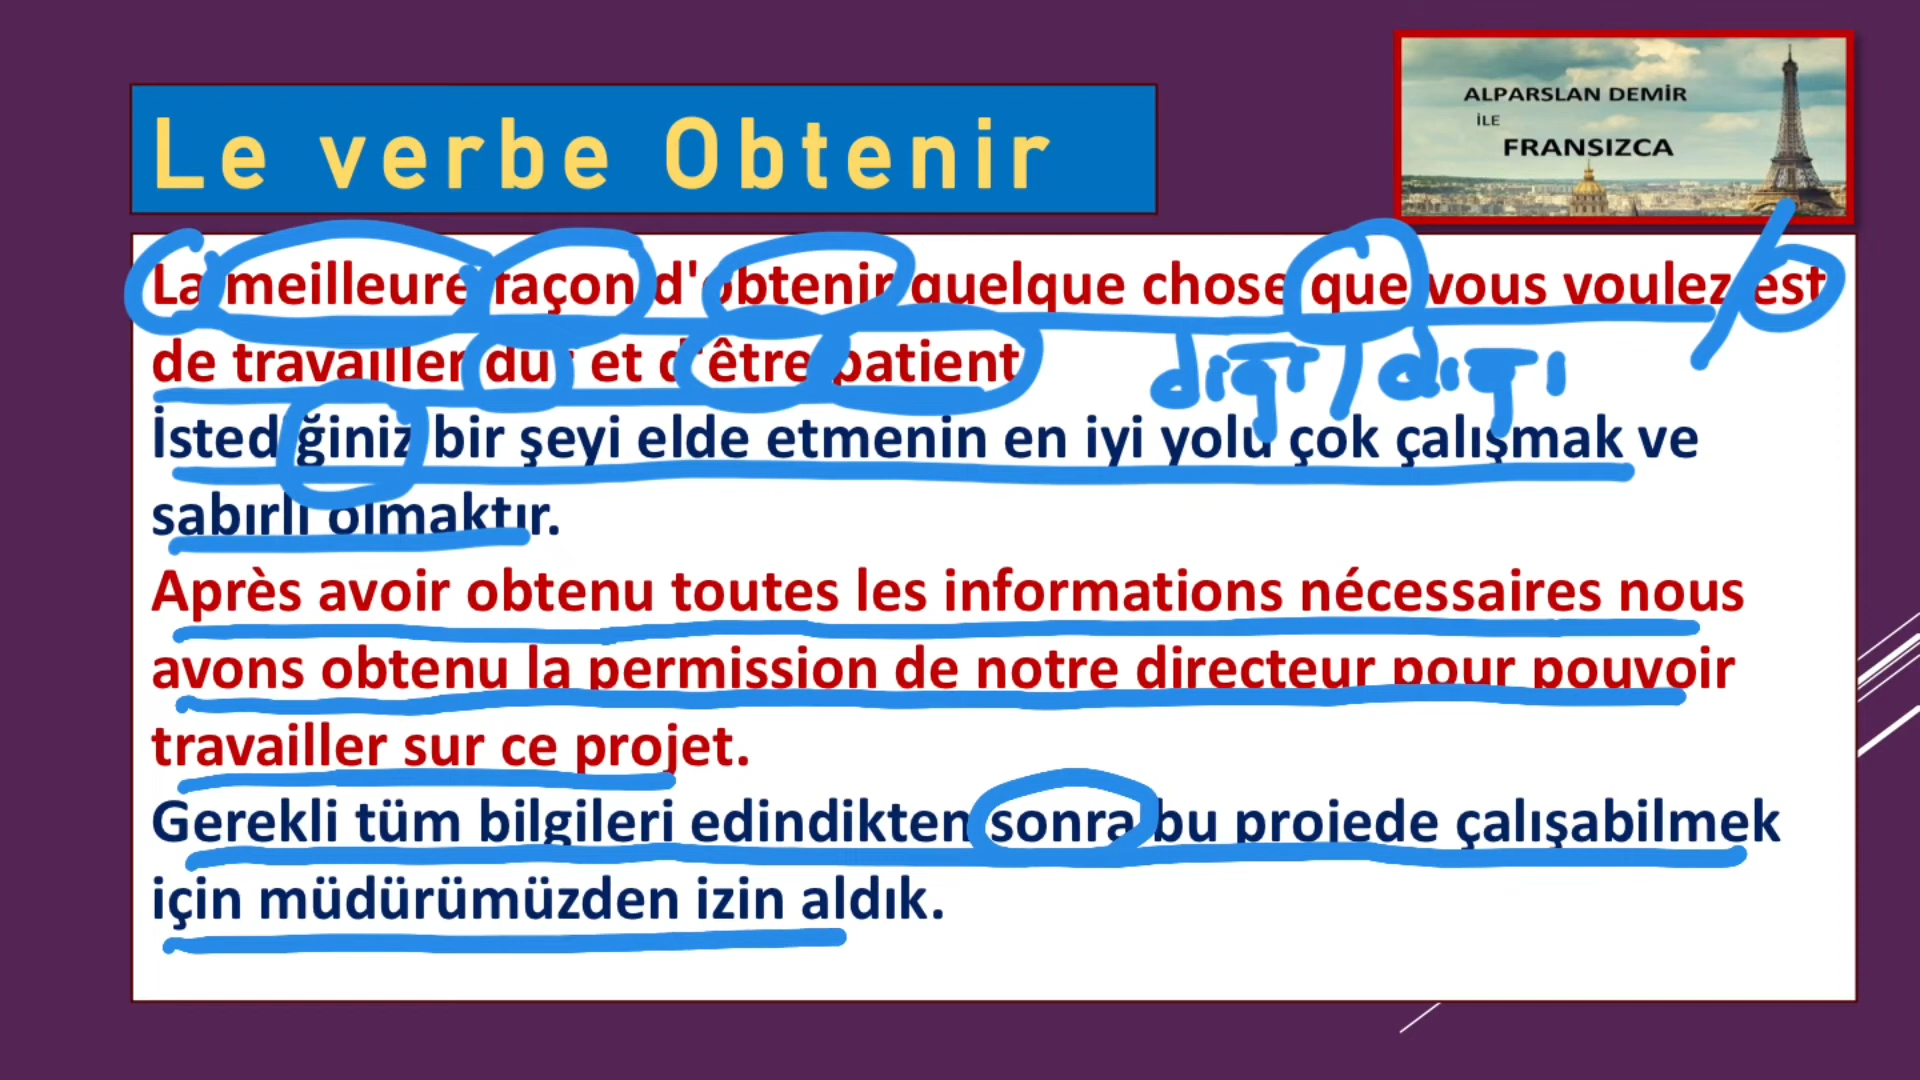 Le verbe Obtenir
ALPARSLAN DEMİR
İLE
FRANSIZCA
La meilleure façon d'obtenir quelque chose que vous voulez est
de travailler dur et d'être patient
diği / dığı
İstediğiniz bir şeyi elde etmenin en iyi yolu çok çalışmak ve
sabırlı olmaktır.
Après avoir obtenu toutes les informations nécessaires nous
avons obtenu la permission de notre directeur pour pouvoir
travailler sur ce projet.
Gerekli tüm bilgileri edindikten sonra bu projede çalışabilmek
için müdürümüzden izin aldık.